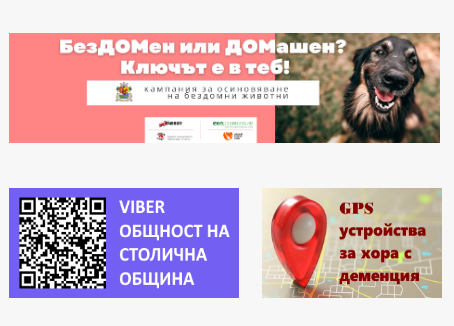 БезДОМен или ДОМашен?
Ключът е в теб!
кампания за осиновяване
на бездомни животни
VIBER
ОБЩНОСТ НА
СТОЛИЧНА
ОБЩИНА
GPS
устройства
за хора с
деменция